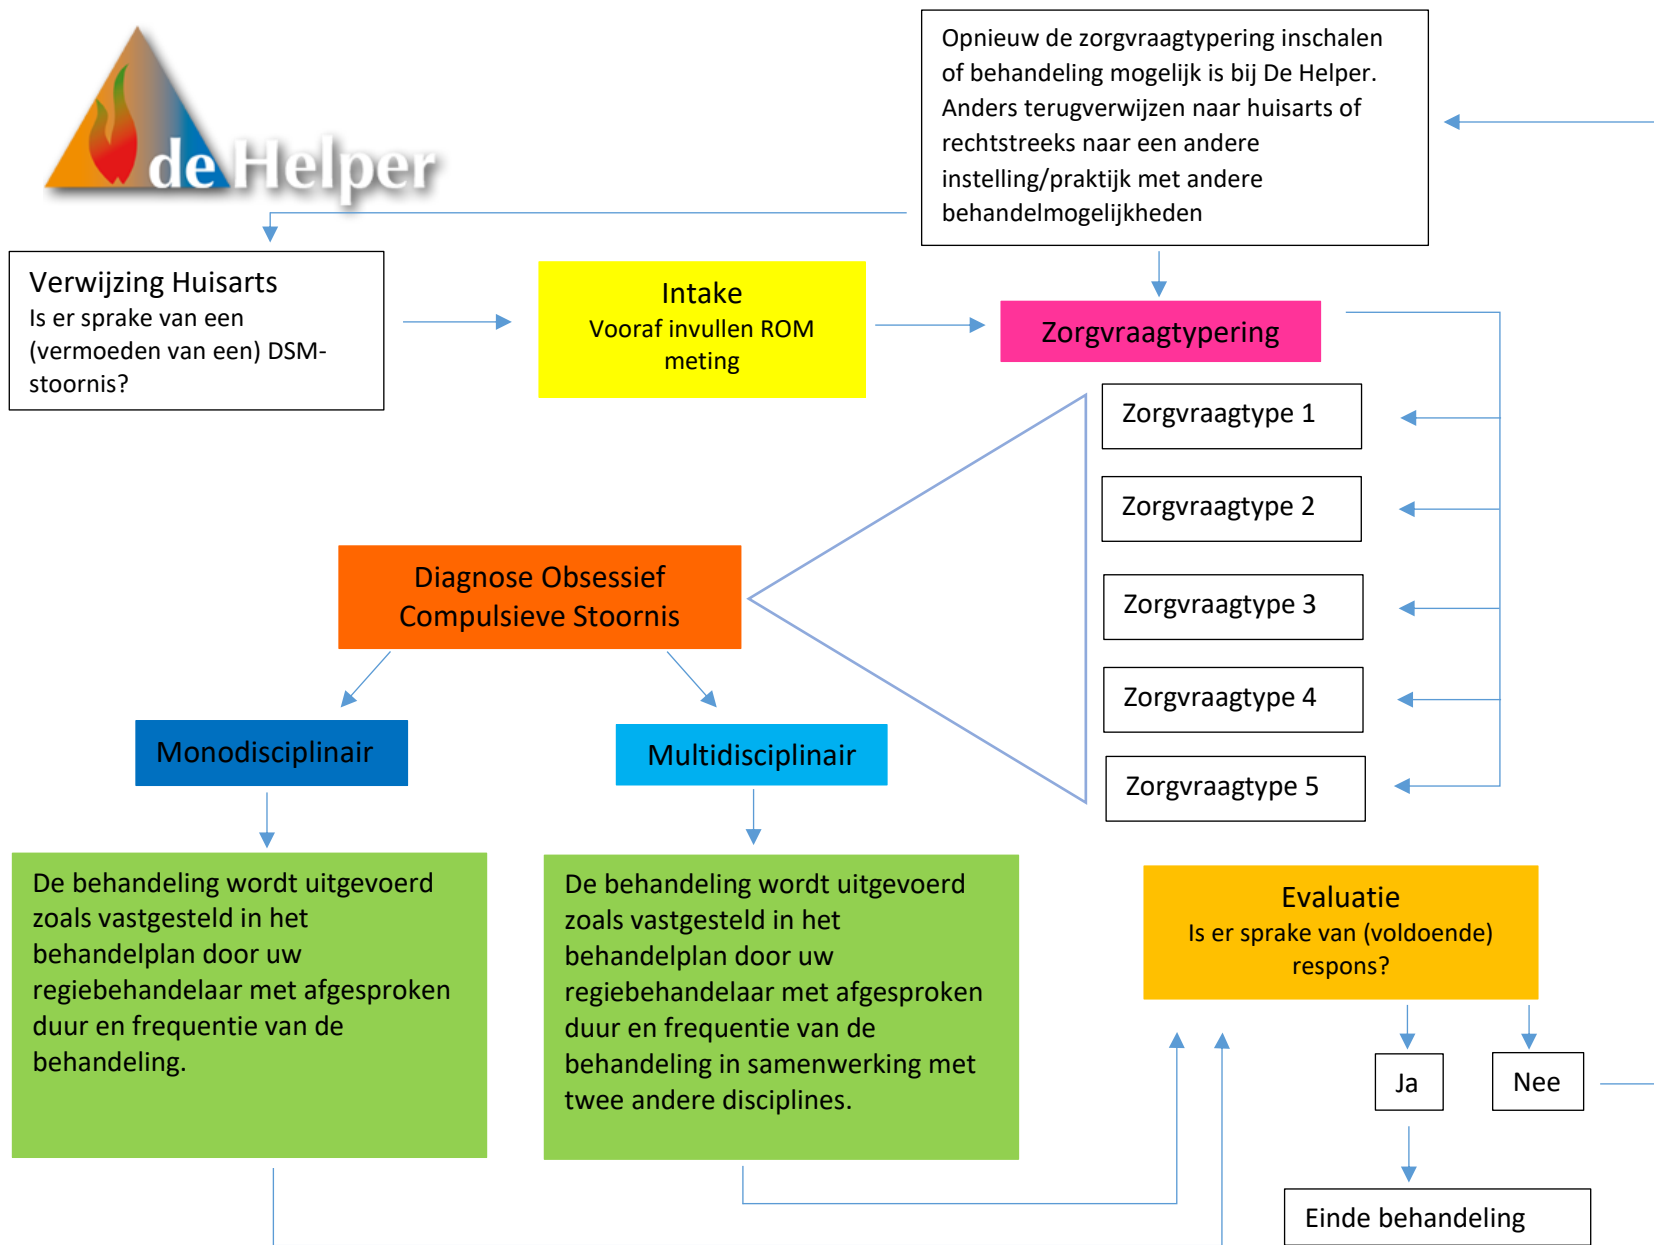 de Helper
Opnieuw de zorgvraagtypering inschalen
of behandeling mogelijk is bij De Helper.
Anders terugverwijzen naar huisarts of
rechtstreeks naar een andere
instelling/praktijk met andere
behandelmogelijkheden
Verwijzing Huisarts
Is er sprake van een
(vermoeden van een) DSM-
stoornis?
Intake
Vooraf invullen ROM
meting
Zorgvraagtypering
Zorgvraagtype 1
Zorgvraagtype 2
Zorgvraagtype 3
Zorgvraagtype 4
Zorgvraagtype 5
Diagnose Obsessief
Compulsieve Stoornis
Monodisciplinair
Multidisciplinair
De behandeling wordt uitgevoerd
zoals vastgesteld in het
behandelplan door uw
regiebehandelaar met afgesproken
duur en frequentie van de
behandeling.
De behandeling wordt uitgevoerd
zoals vastgesteld in het
behandelplan door uw
regiebehandelaar met afgesproken
duur en frequentie van de
behandeling in samenwerking met
twee andere disciplines.
Evaluatie
Is er sprake van (voldoende)
respons?
Ja
Nee
Einde behandeling